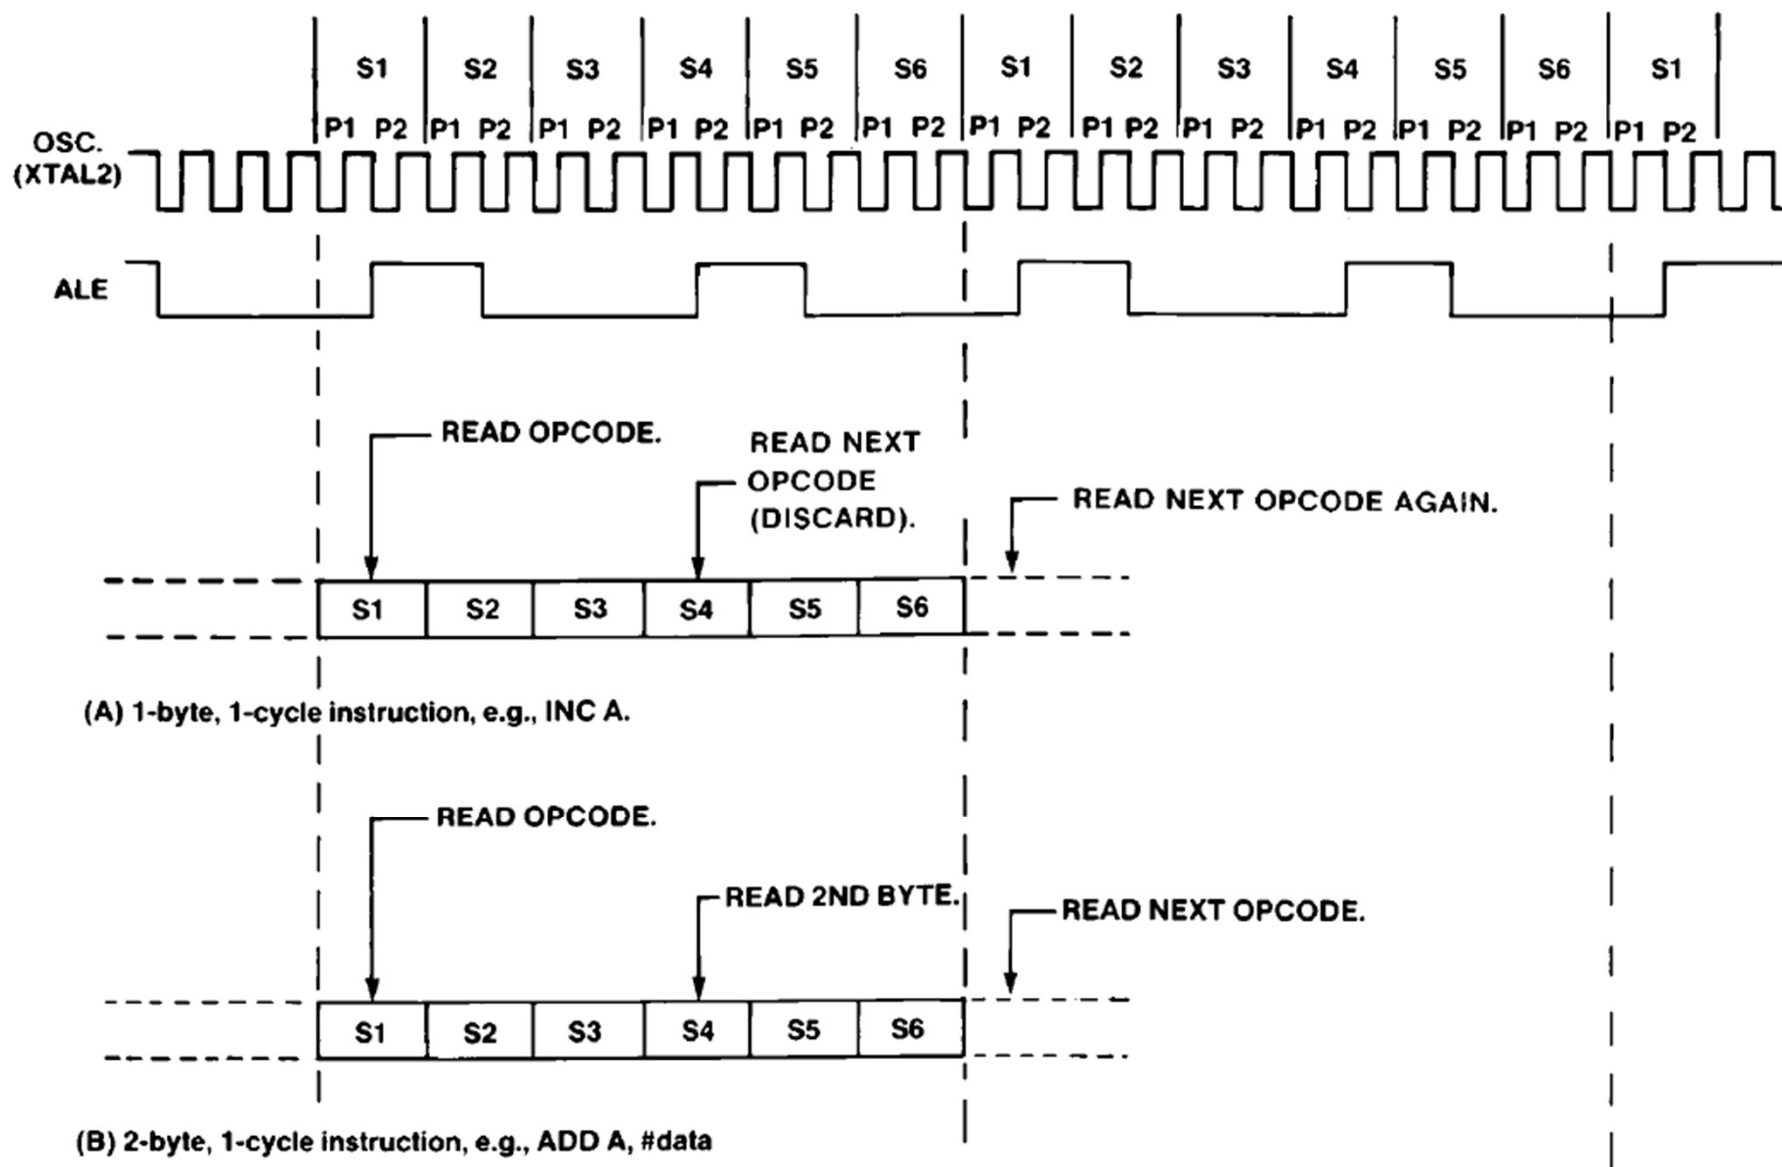 S1 S2 S3 S4 S5 S6 S1 S2 S3 S4 S5 S6 S1
P1 P2 P1 P2 P1 P2 P1 P2 P1 P2 P1 P2 P1 P2 P1 P2 P1 P2 P1 P2 P1 P2 P1 P2 P1 P2
OSC.
(XTAL2)
ALE
READ OPCODE.
READ NEXT
OPCODE
(DISCARD).
READ NEXT OPCODE AGAIN.
S1 S2 S3 S4 S5 S6
(A) 1-byte, 1-cycle instruction, e.g., INC A.
READ OPCODE.
READ 2ND BYTE.
READ NEXT OPCODE.
S1 S2 S3 S4 S5 S6
(B) 2-byte, 1-cycle instruction, e.g., ADD A, #data